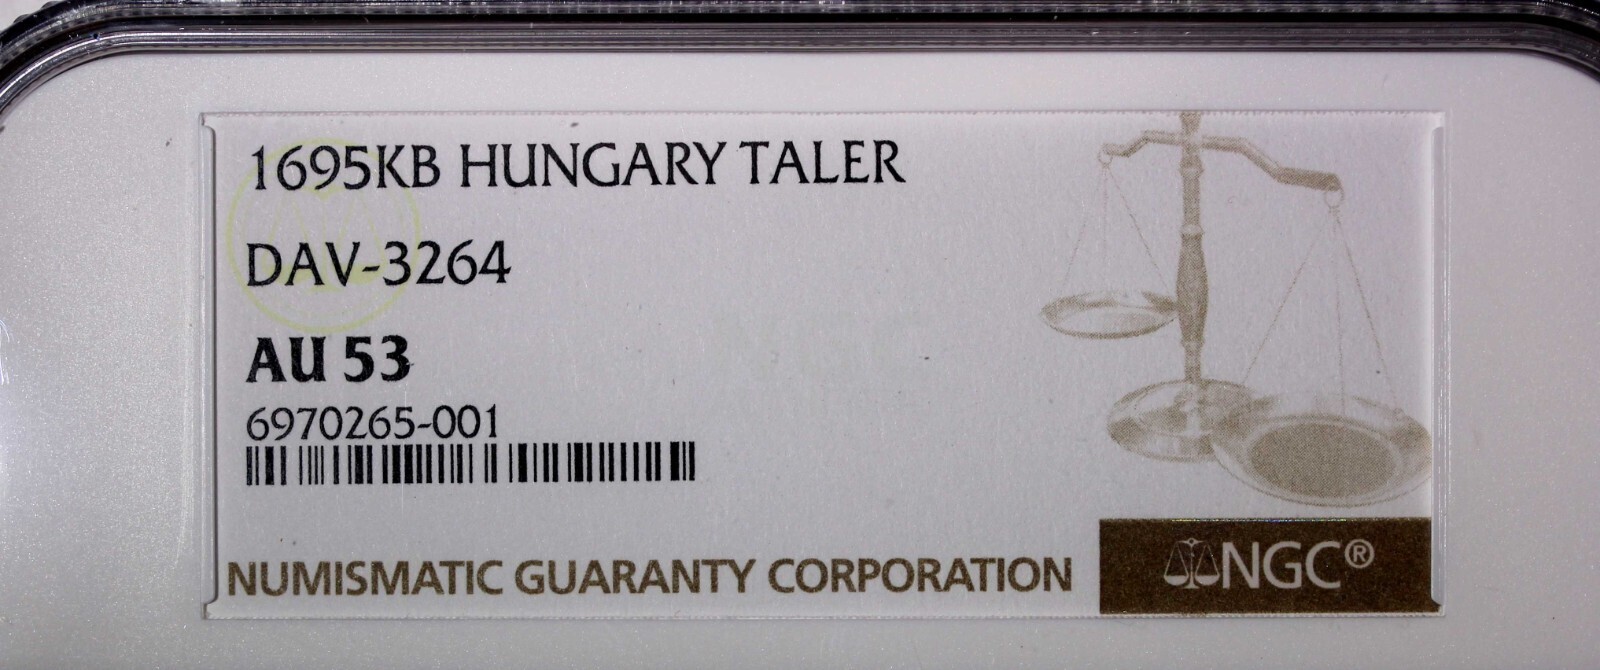 1695KB HUNGARY TALER
DAV-3264
AU 53
6970265-001
NUMISMATIC GUARANTY CORPORATION
NGC®